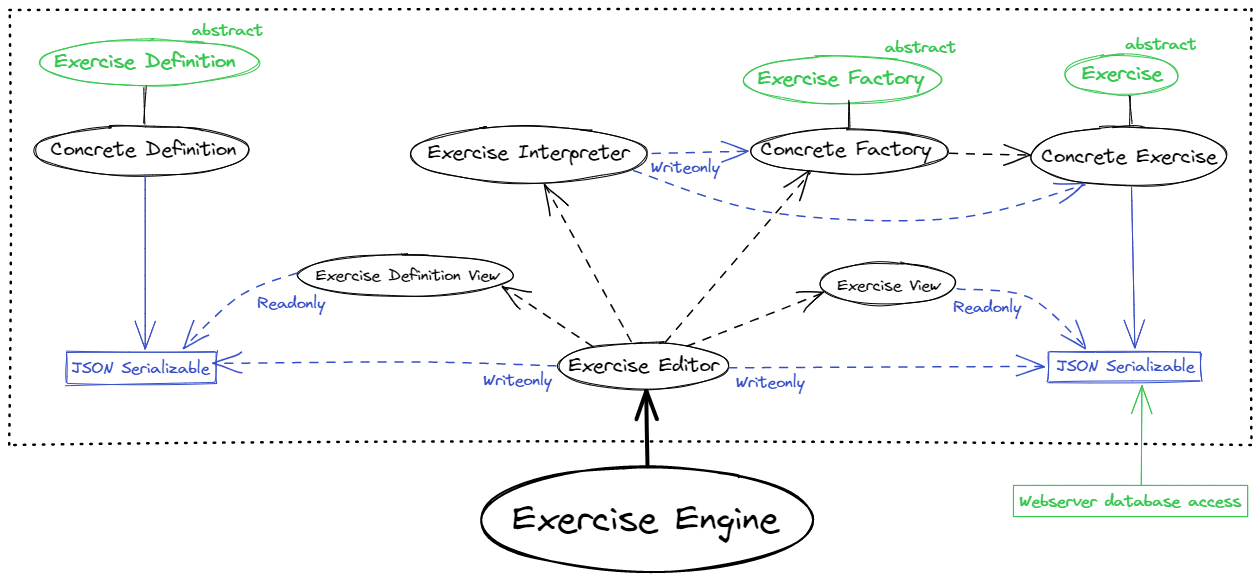 abstract
Exercise Definition
abstract
Exercise Factory
abstract
Exercise
Concrete Definition
Exercise Interpreter
Writeonly
Concrete Factory
Concrete Exercise
Exercise Definition View
Readonly
Exercise View
Readonly
JSON Serializable
Writeonly
Exercise Editor
Writeonly
JSON Serializable
Exercise Engine
Webserver database access